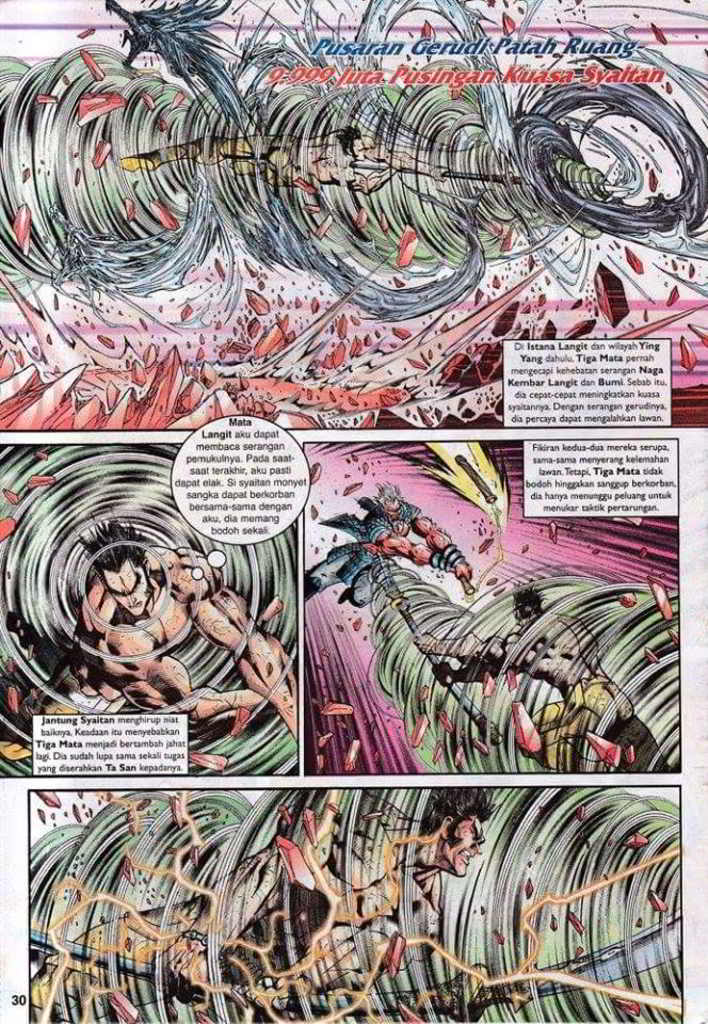 Pusaran Gerudi Patah Ruang-
9-999 Juta Pusingan Kuasa Syaitan
Di Istana Langit dan wilayah Ying
Yang dahulu, Tiga Mata pernah
mengecapi kehebatan serangan Naga
Kembar Langit dan Bumi. Sebab itu,
dia cepat-cepat meningkatkan kuasa
syaitannya. Dengan serangan gerudinya,
dia percaya dapat mengalahkan lawan.
Mata
Langit aku dapat
membaca serangan
pemukulnya. Pada saat-
saat terakhir, aku pasti
dapat elak. Si syaitan monyet
sangka dapat berkorban
bersama-sama dengan
aku, dia memang
bodoh sekali.
Jantung Syaitan menghirup niat
baiknya. Keadaan itu menyebabkan
Tiga Mata menjadi bertambah jahat
lagi. Dia sudah lupa sama sekali tugas
yang diserahkan Ta San kepadanya.
Fikiran kedua-dua mereka serupa,
sama-sama menyerang kelemahan
lawan. Tetapi, Tiga Mata tidak
bodoh hinggakan sanggup berkorban,
dia hanya menunggu peluang untuk
menukar taktik pertarungan.
30